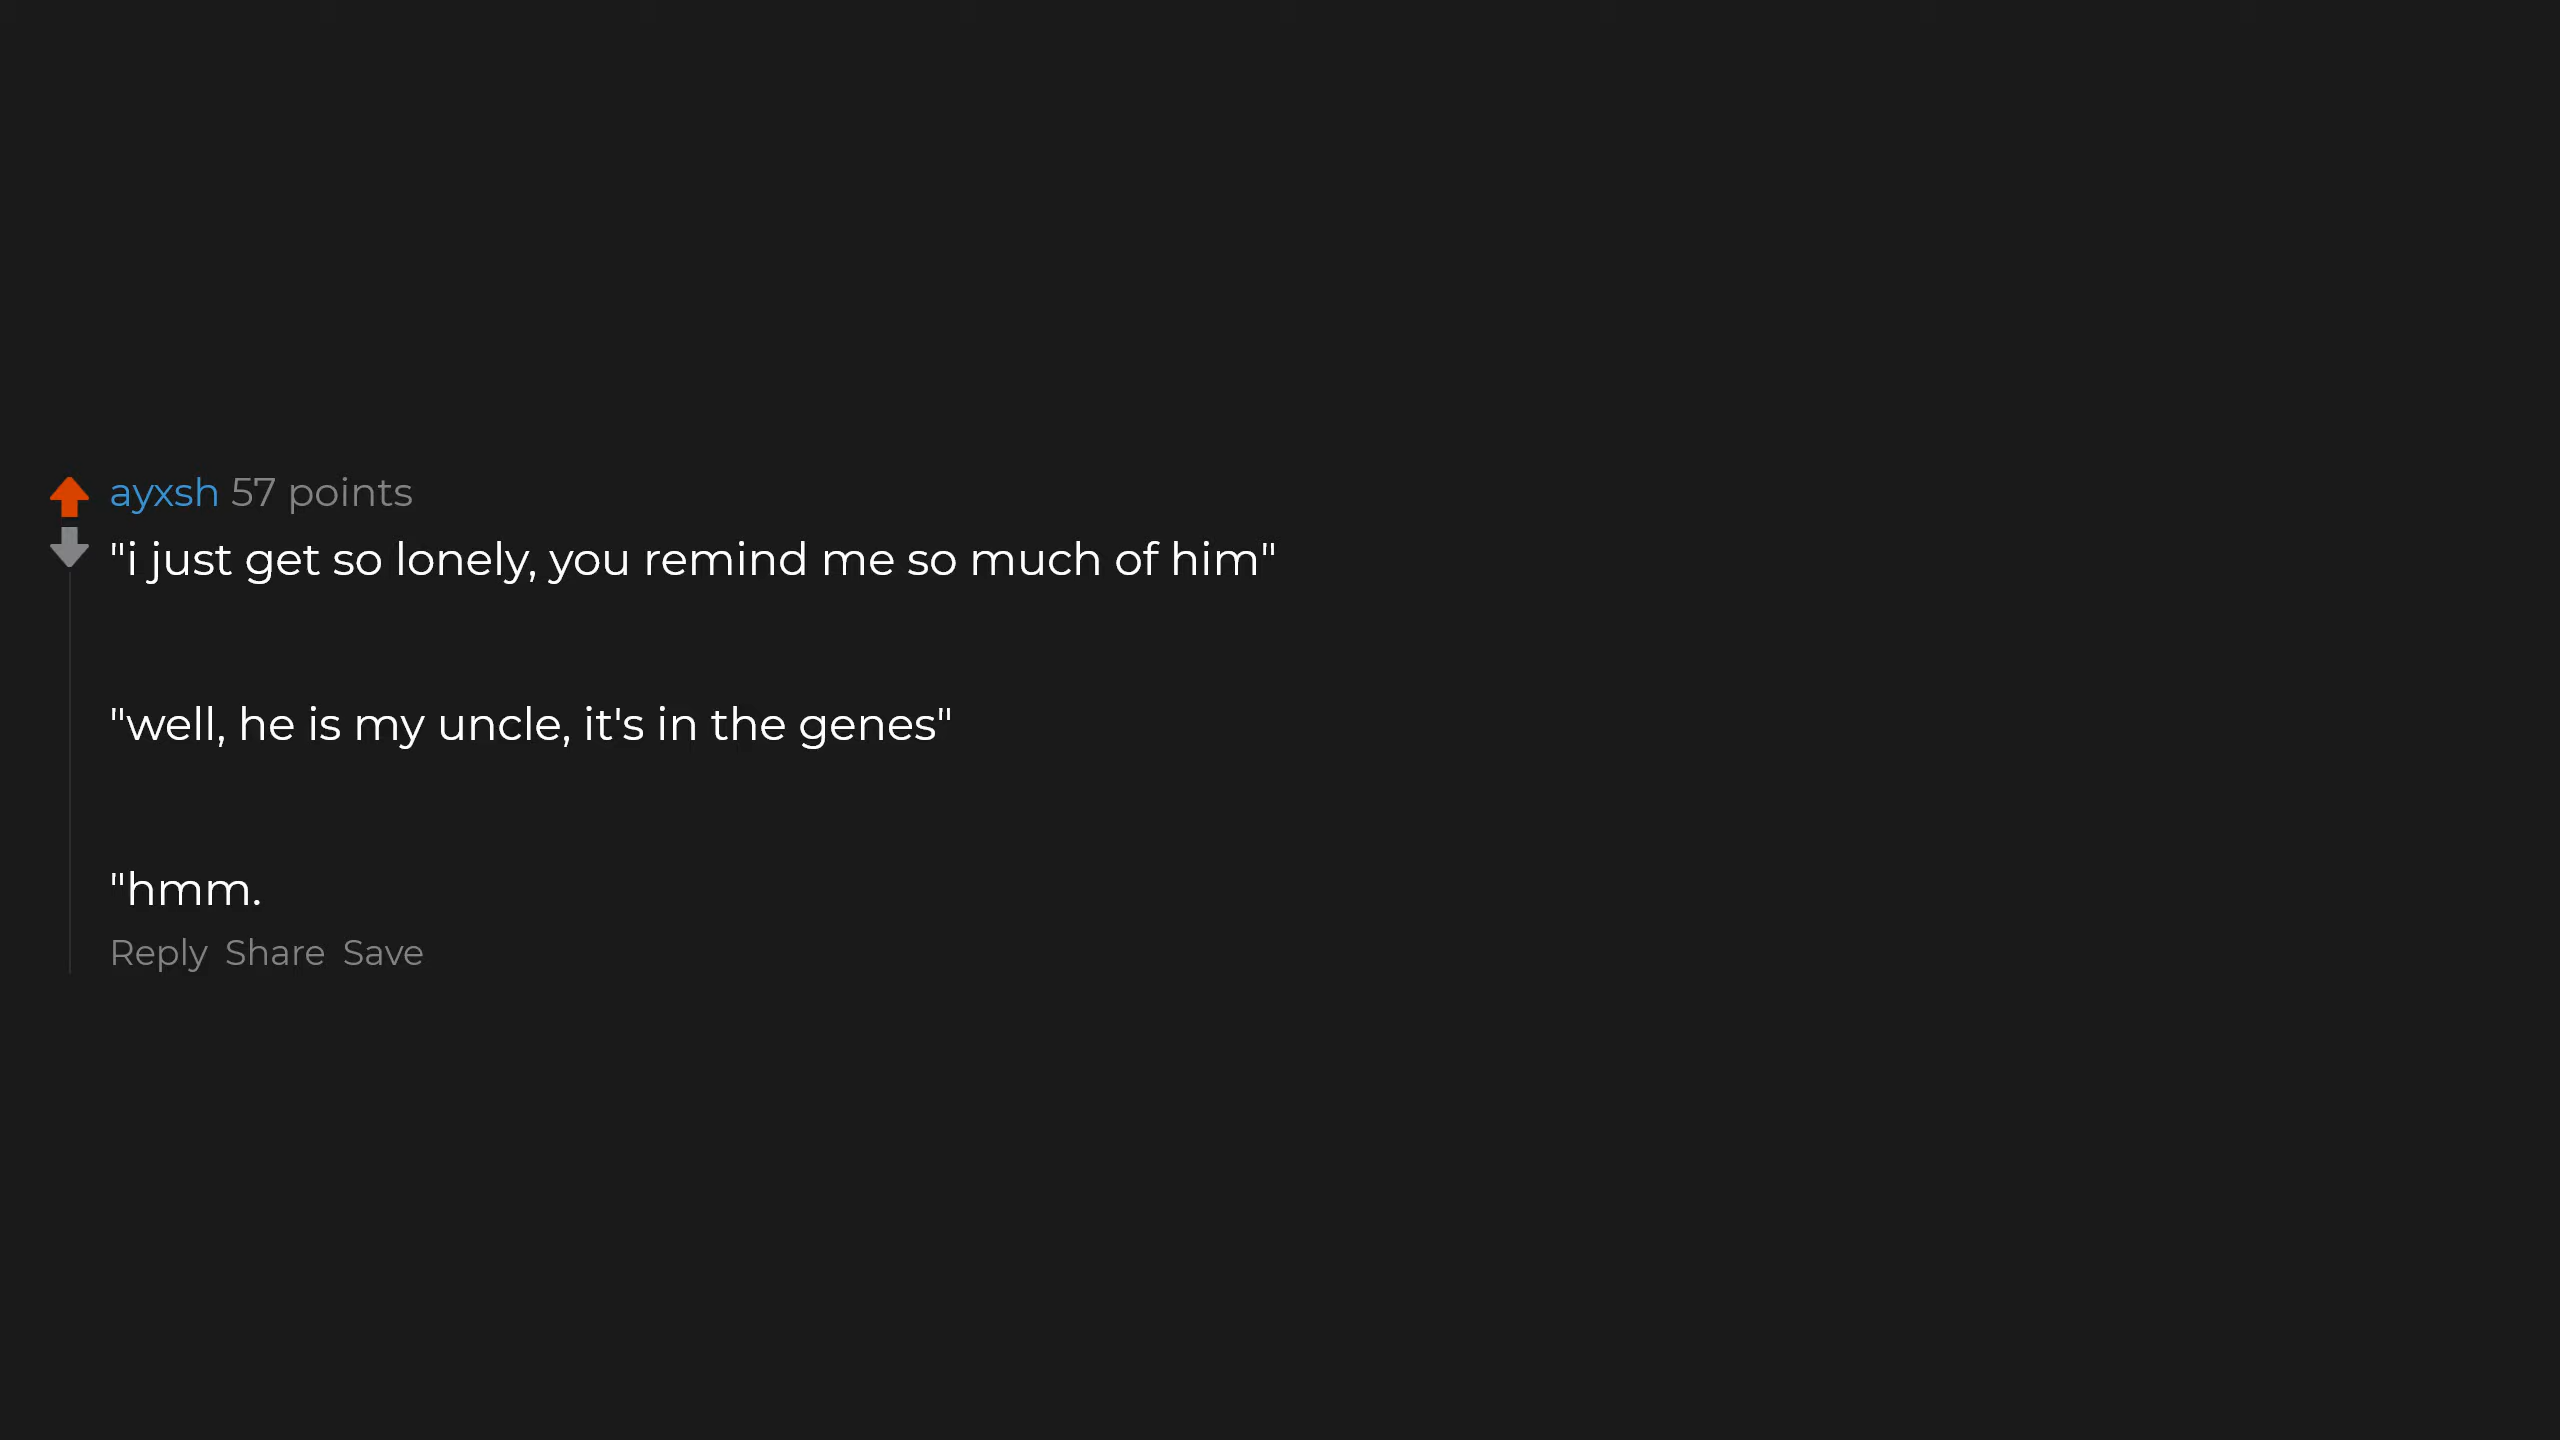 ayxsh 57 points
"i just get so lonely, you remind me so much of him"
"well, he is my uncle, it's in the genes"
"hmm.
Reply Share Save